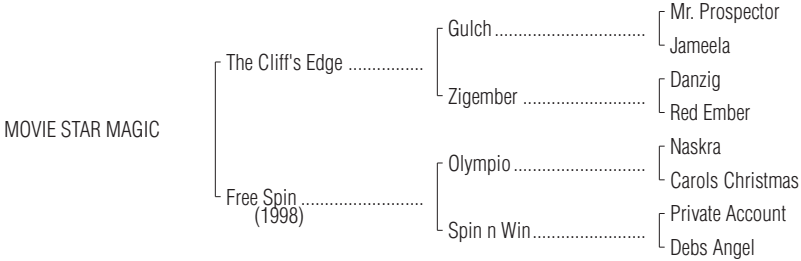 Mr. Prospector
Gulch ................................
Jameela
The Cliff's Edge ................
Danzig
Zigember ..........................
Red Ember
MOVIE STAR MAGIC
Naskra
Olympio ............................
Carols Christmas
Free Spin ..........................
(1998)
Private Account
Spin n Win........................
Debs Angel